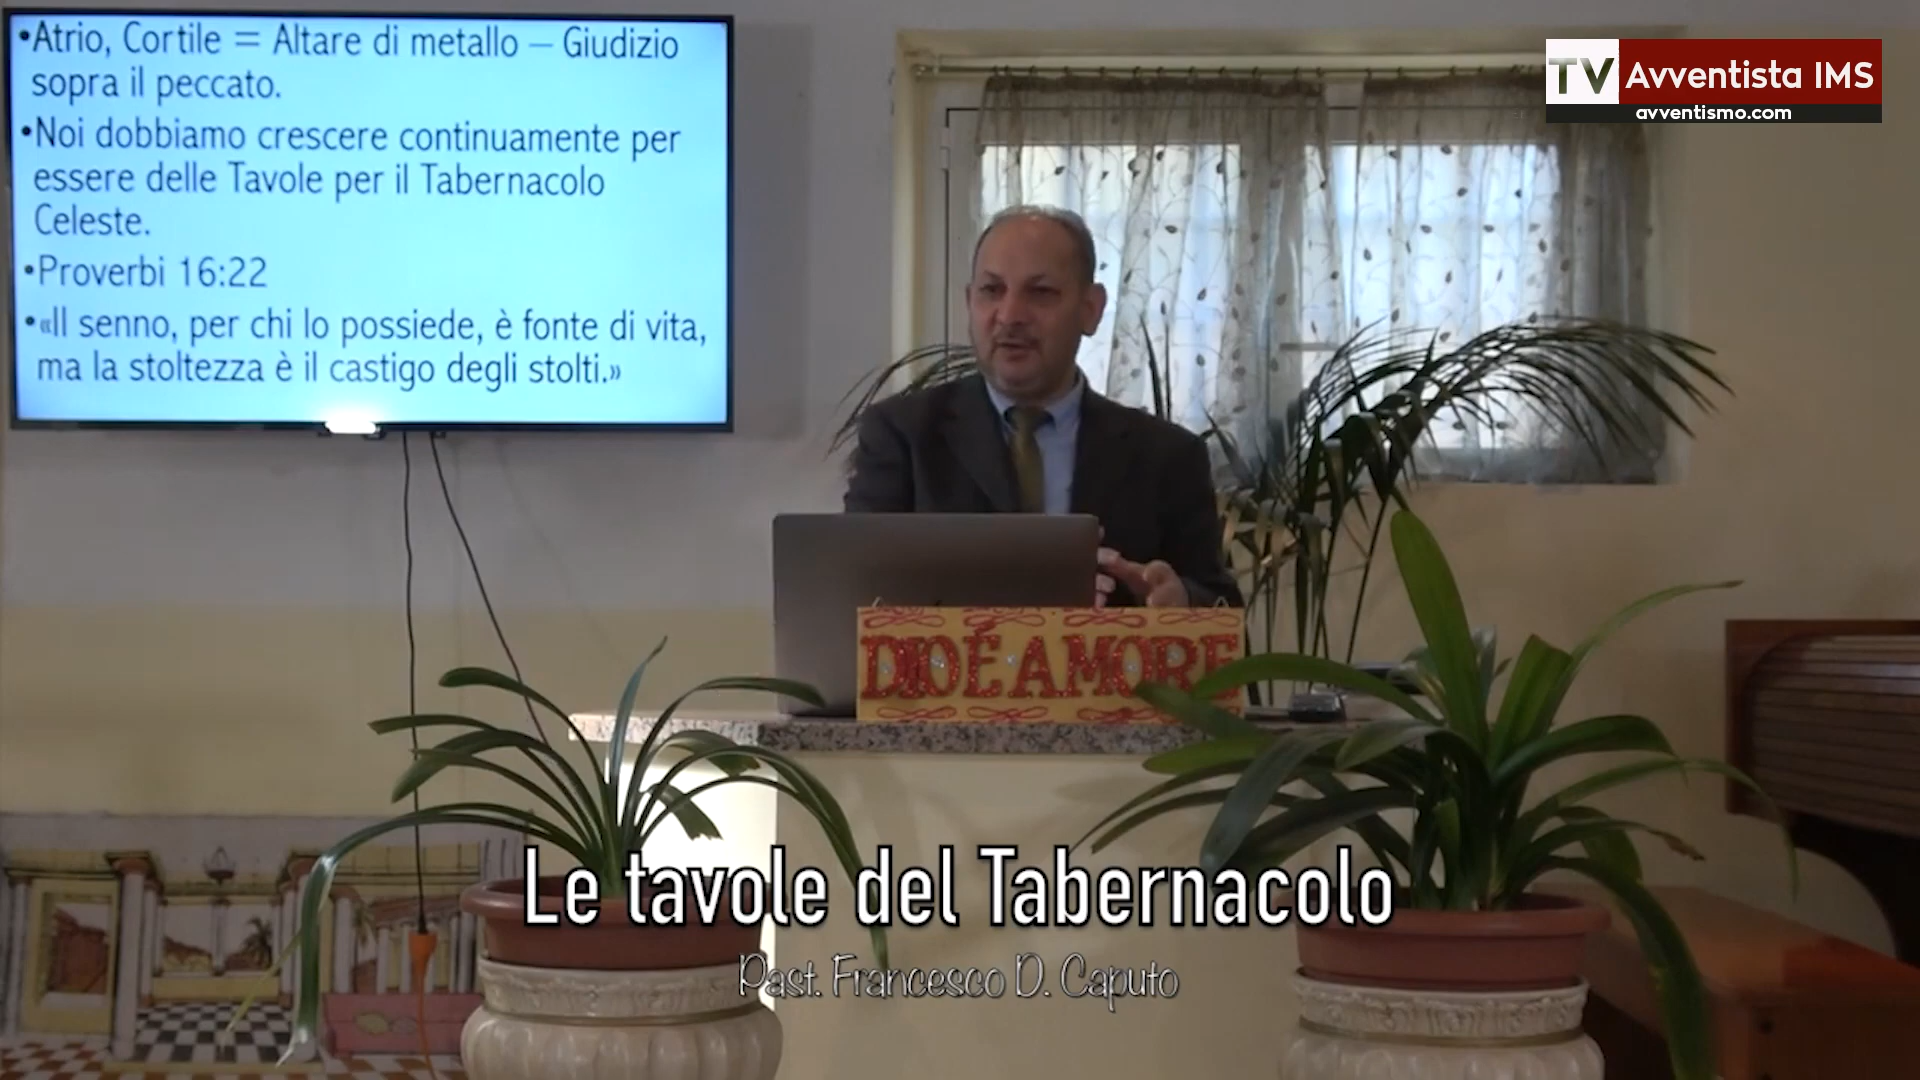 •Atrio, Cortile = Altare di metallo – Giudizio
sopra il peccato.
•Noi dobbiamo crescere continuamente per
essere delle Tavole per il Tabernacolo
Celeste.
•Proverbi 16:22
•«Il senno, per chi lo possiede, è fonte di vita,
ma la stoltezza è il castigo degli stolti.»
TV Avventista IMS
avventismo.com
DIO É AMORE
Le tavole del Tabernacolo
Past. Francesco D. Caputo